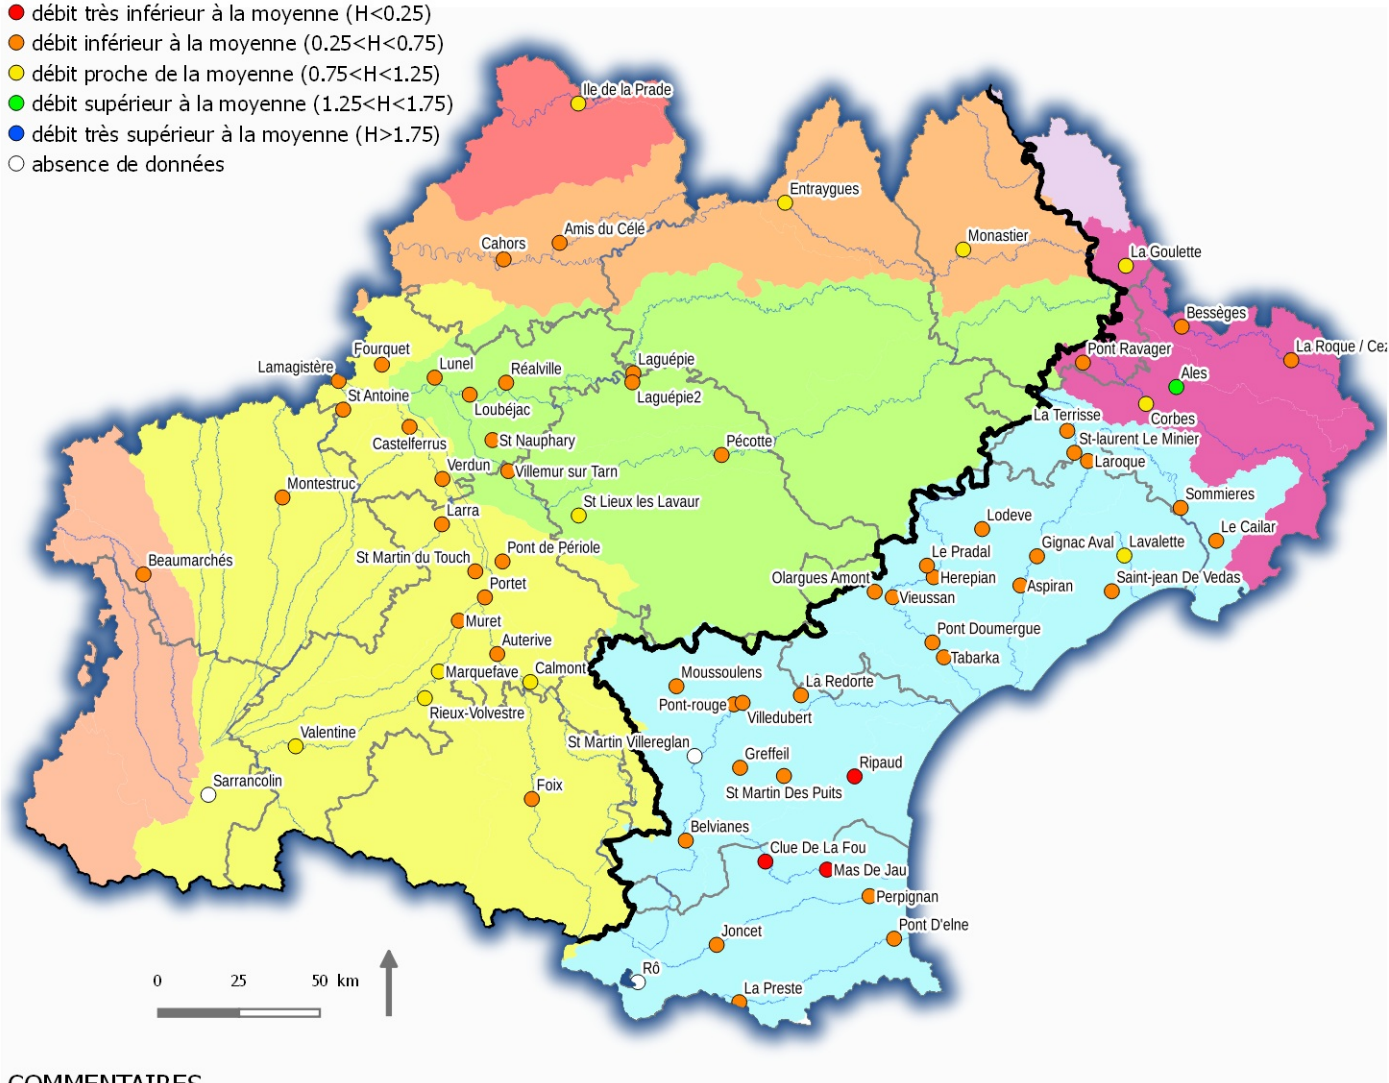 débit très inférieur à la moyenne (H<0.25)
débit inférieur à la moyenne (0.25<H<0.75)
débit proche de la moyenne (0.75<H<1.25)
débit supérieur à la moyenne (1.25<H<1.75)
débit très supérieur à la moyenne (H>1.75)
absence de données
Ile de la Prade
Entraygues
Amis du Célé
Cahors
Monastier
La Goulette
Bessèges
La Roque / Cez
Pont Ravager
Ales
Corbes
Fourquet
Lamagistère
Lunel
Réalville
Laguépie
Laguépie2
St Antoine
Loubéjac
Castelferrus
St Nauphary
Pécotte
La Terrisse
St-laurent Le Minier
Laroque
Verdun
Villemur sur Tarn
Montestruc
St Lieux les Lavaur
Sommieres
Larra
Lodeve
Le Cailar
Gignac Aval
Lavalette
St Martin du Touch
Pont de Périole
Le Pradal
Herepian
Beaumarchés
Olargues Amont
Vieussan
Aspiran
Saint-jean De Vedas
Portet
Muret
Auterive
Pont Doumergue
Tabarka
Marquefave
Calmont
Moussoulens
La Redorte
Pont-rouge
Villedubert
Rieux-Volvestre
Valentine
St Martin Villereglan
Greffeil
Ripaud
Sarrancolin
Foix
St Martin Des Puits
Belvianes
Clue De La Fou
Mas De Jau
Perpignan
Joncet
Pont D'elne
Rô
La Preste
0 25 50 km
COMMENTAIRES